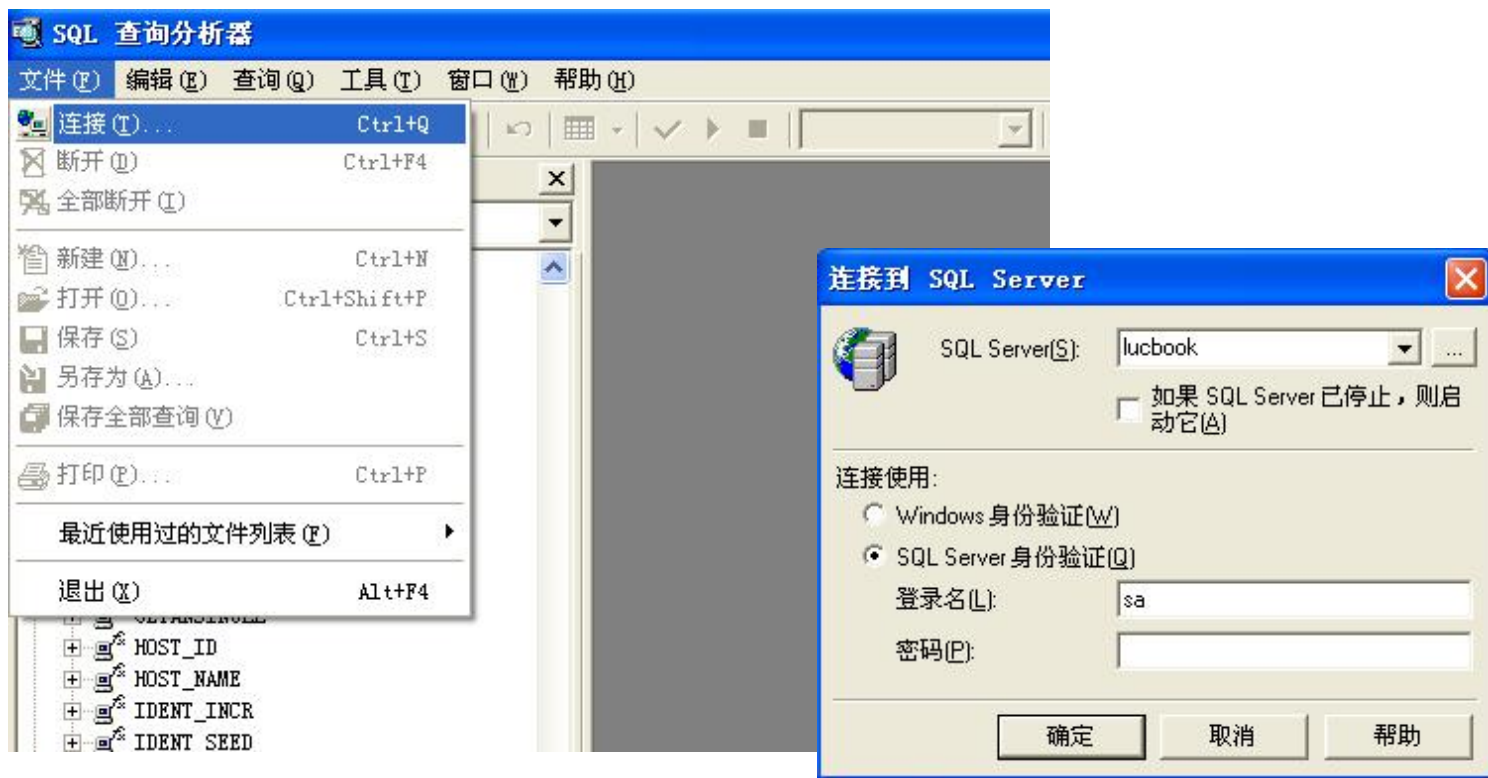 SQL 查询分析器
文件(F) 编辑(E) 查询(Q) 工具(T) 窗口(W) 帮助(H)
连接(T)... Ctrl+Q
断开(D) Ctrl+F4
全部断开(I)
新建(N)... Ctrl+N
打开(O)... Ctrl+Shift+P
保存(S) Ctrl+S
另存为(A)...
保存全部查询(V)
打印(P)... Ctrl+P
最近使用过的文件列表(F)
退出(X) Alt+F4
HOST_ID
HOST_NAME
IDENT_INCR
IDENT_SEED
连接到 SQL Server
SQL Server(S): lucbook ...
如果 SQL Server 已停止，则启
动它(A)
连接使用:
Windows 身份验证(W)
SQL Server 身份验证(Q)
登录名(L): sa
密码(P):
确定 取消 帮助